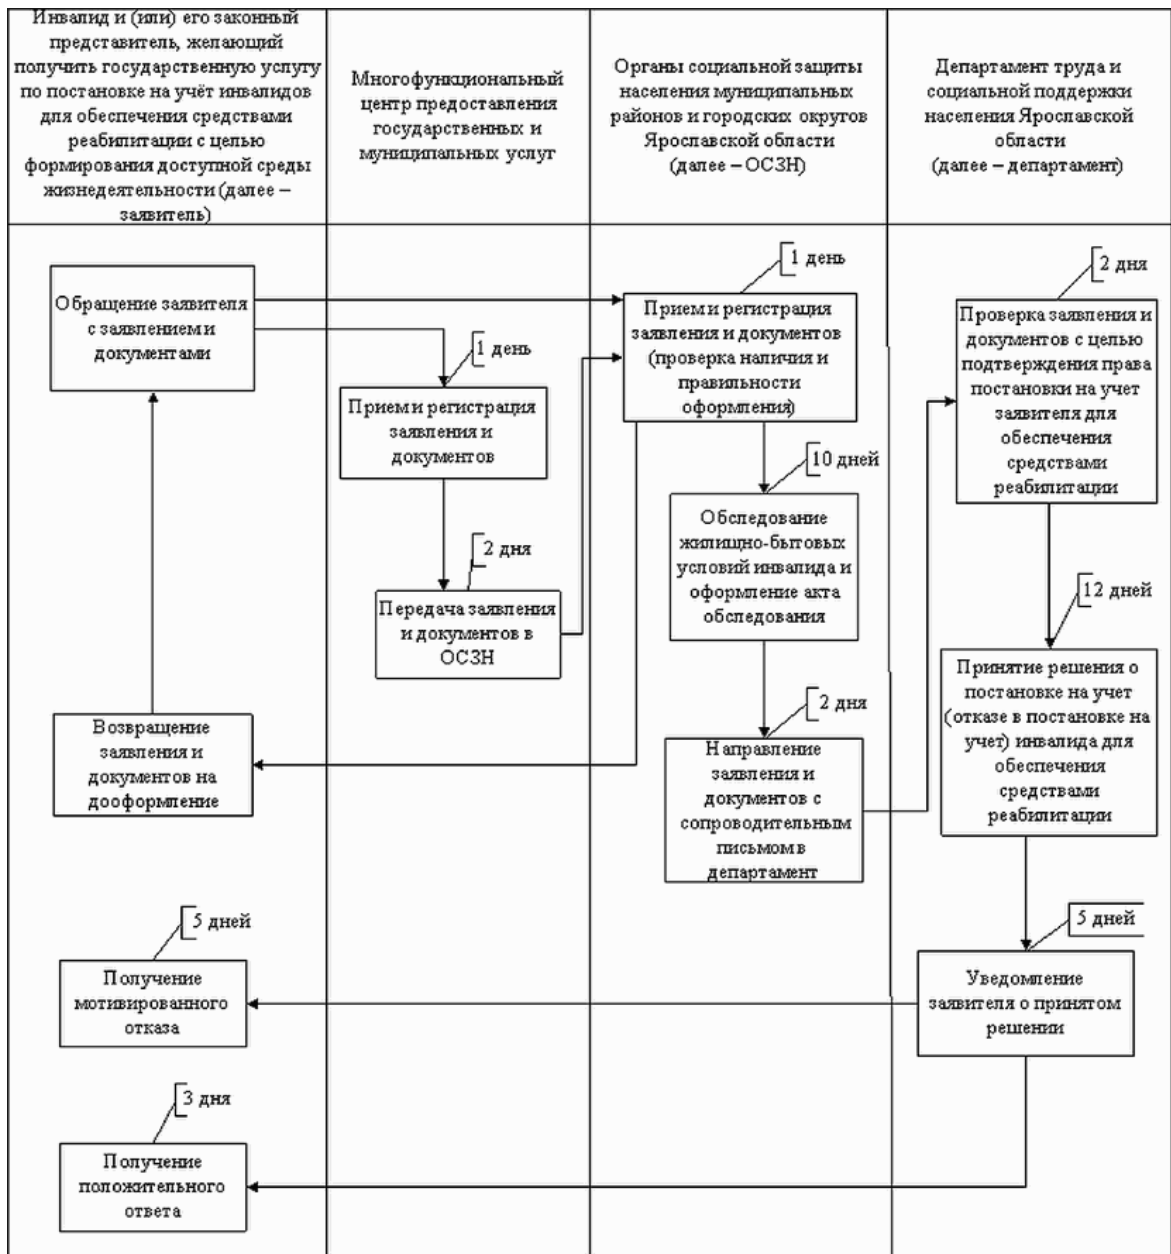 Инвалид и (или) его законный
представитель, желающий
получить государственную услугу
по постановке на учёт инвалидов
для обеспечения средствами
реабилитации с целью
формирования доступной среды
жизнедеятельности (далее –
заявитель)
Многофункциональный
центр предоставления
государственных и
муниципальных услуг
Органы социальной защиты
населения муниципальных
районов и городских округов
Ярославской области
(далее – ОСЗН)
Департамент труда и
социальной поддержки
населения Ярославской
области
(далее – департамент)
Обращение заявителя
с заявлением и
документами
1 день
Прием и регистрация
заявления и
документов
2 дня
Передача заявления
и документов в
ОСЗН
1 день
Прием и регистрация
заявления и документов
(проверка наличия и
правильности
оформления)
10 дней
Обследование
жилищно-бытовых
условий инвалида и
оформление акта
обследования
2 дня
Направление
заявления и
документов с
сопроводительным
письмом в
департамент
2 дня
Проверка заявления и
документов с целью
подтверждения права
постановки на учет
заявителя для
обеспечения
средствами
реабилитации
12 дней
Принятие решения о
постановке на учет
(отказе в постановке на
учет) инвалида для
обеспечения
средствами
реабилитации
5 дней
Уведомление
заявителя о принятом
решении
Возвращение
заявления и
документов на
дооформление
5 дней
Получение
мотивированного
отказа
3 дня
Получение
положительного
ответа